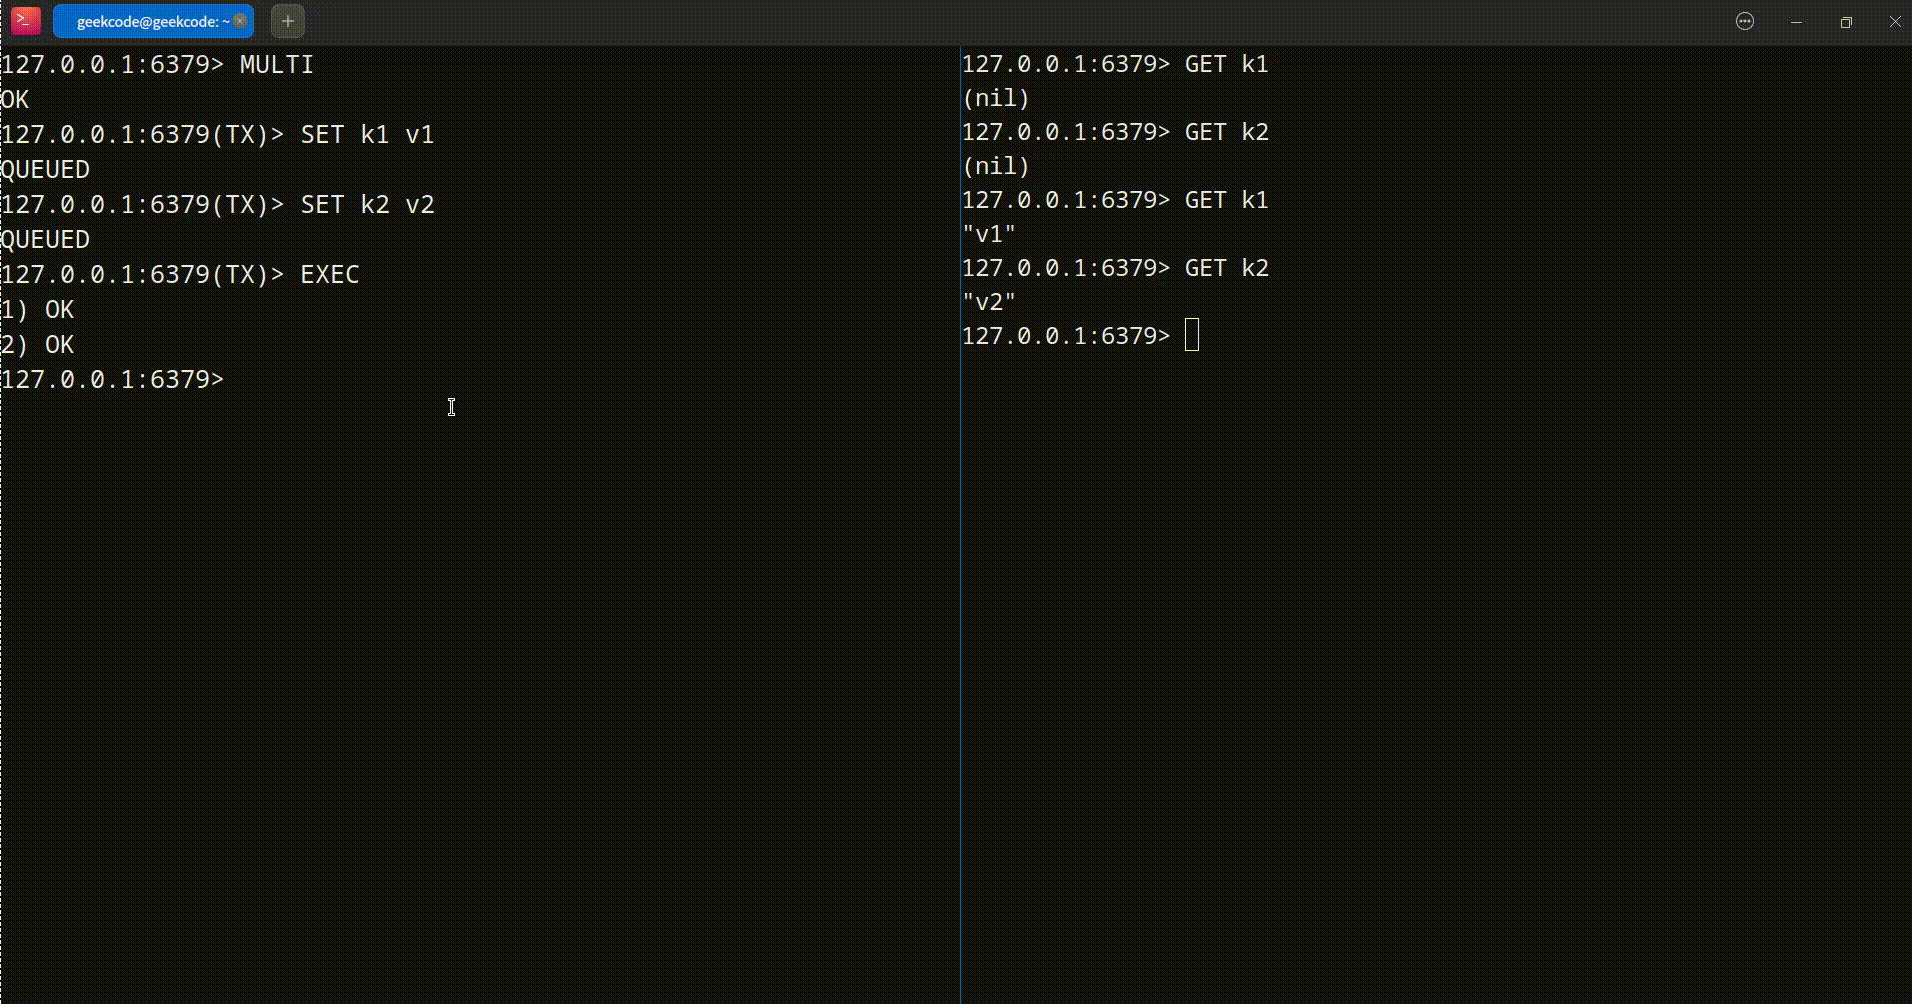 geekcode@geekcode: ~
127.0.0.1:6379> MULTI
OK
127.0.0.1:6379(TX)> SET k1 v1
QUEUED
127.0.0.1:6379(TX)> SET k2 v2
QUEUED
127.0.0.1:6379(TX)> EXEC
1) OK
2) OK
127.0.0.1:6379>
127.0.0.1:6379> GET k1
(nil)
127.0.0.1:6379> GET k2
(nil)
127.0.0.1:6379> GET k1
"v1"
127.0.0.1:6379> GET k2
"v2"
127.0.0.1:6379>